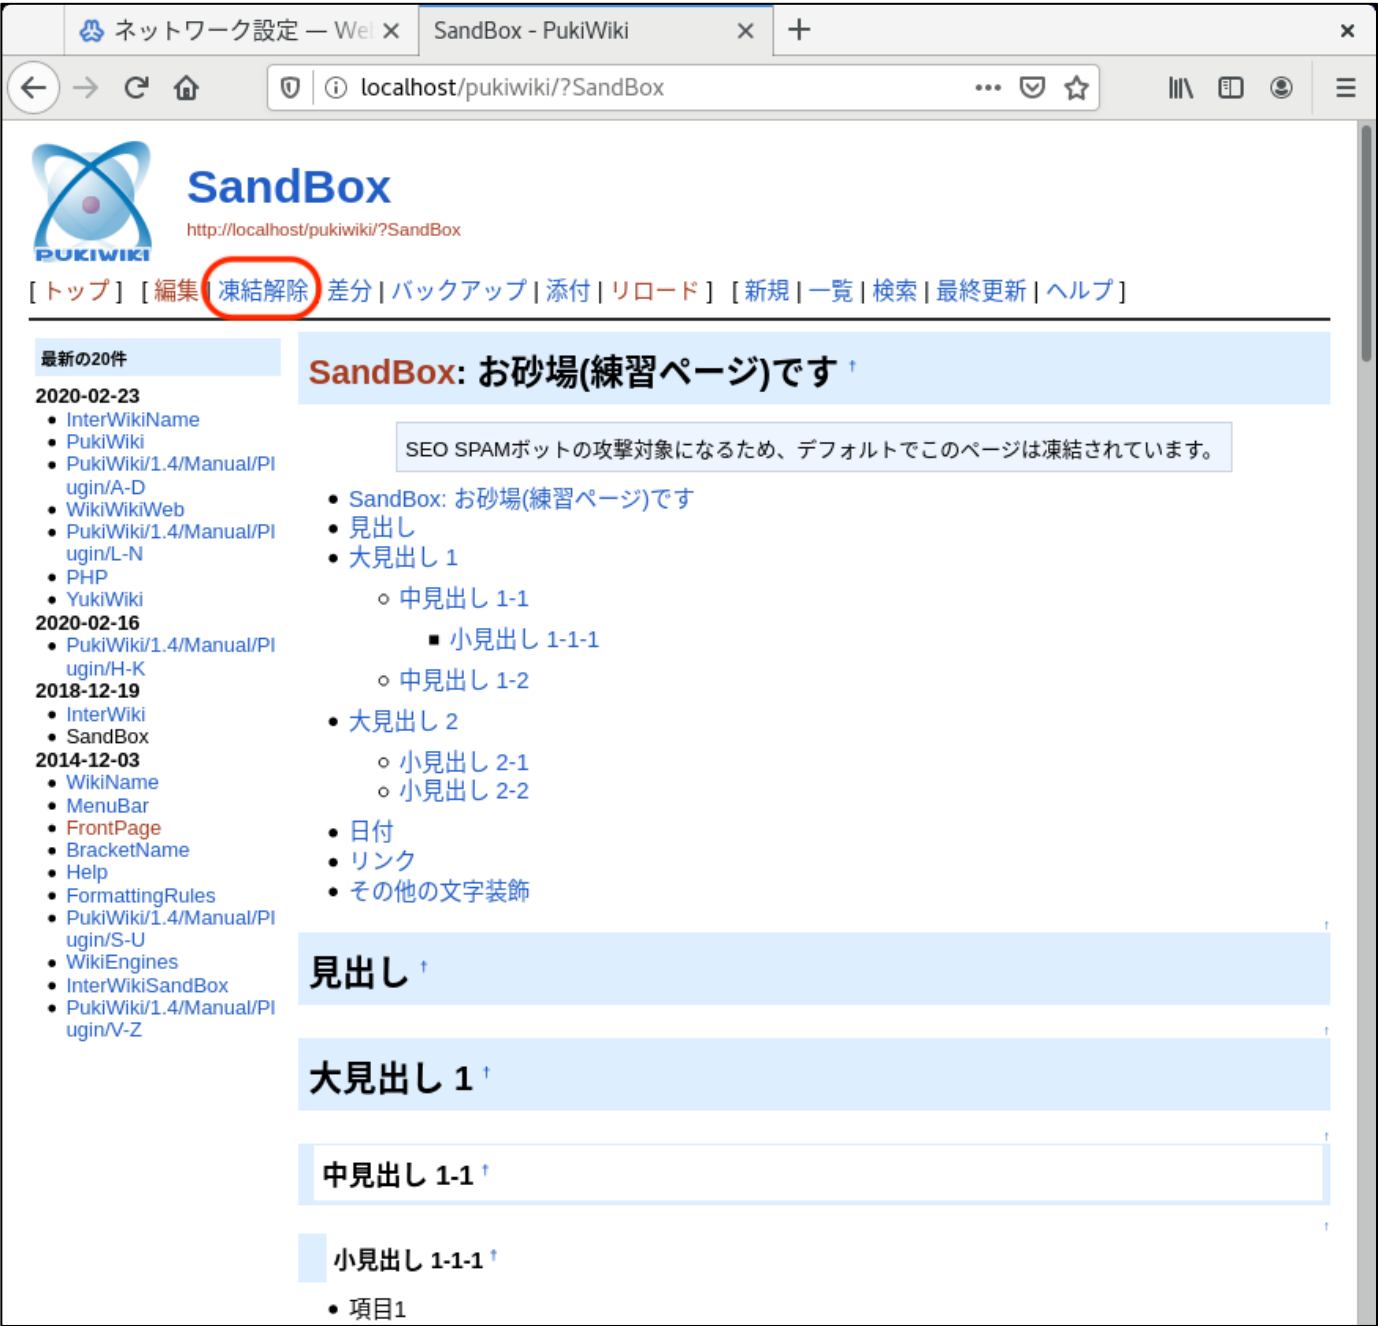 ネットワーク設定 — We
SandBox - PukiWiki
localhost/pukiwiki/?SandBox
PUKIWIKI
SandBox
http://localhost/pukiwiki/?SandBox
[ トップ ] [ 編集 | 凍結解除 | 差分 | バックアップ | 添付 | リロード ] [ 新規 | 一覧 | 検索 | 最終更新 | ヘルプ ]
最新の20件
2020-02-23
InterWikiName
PukiWiki
PukiWiki/1.4/Manual/Pl
ugin/A-D
WikiWikiWeb
PukiWiki/1.4/Manual/Pl
ugin/L-N
PHP
YukiWiki
2020-02-16
PukiWiki/1.4/Manual/Pl
ugin/H-K
2018-12-19
InterWiki
SandBox
2014-12-03
WikiName
MenuBar
FrontPage
BracketName
Help
FormattingRules
PukiWiki/1.4/Manual/Pl
ugin/S-U
WikiEngines
InterWikiSandBox
PukiWiki/1.4/Manual/Pl
ugin/V-Z
SandBox: お砂場(練習ページ)です †
SEO SPAMボットの攻撃対象になるため、デフォルトでこのページは凍結されています。
SandBox: お砂場(練習ページ)です
見出し
大見出し 1
中見出し 1-1
小見出し 1-1-1
中見出し 1-2
大見出し 2
小見出し 2-1
小見出し 2-2
日付
リンク
その他の文字装飾
↑
見出し †
↑
大見出し 1 †
↑
中見出し 1-1 †
↑
小見出し 1-1-1 †
項目1